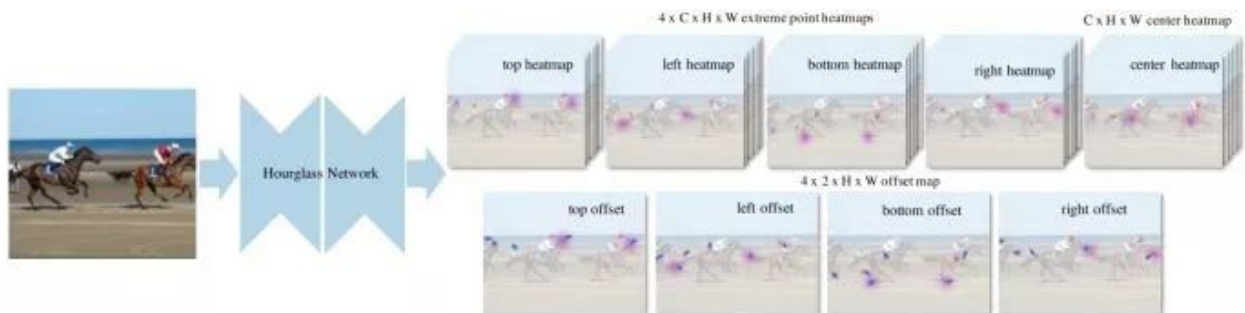 4 x C x H x W extreme point heatmaps
C x H x W center heatmap
top heatmap
left heatmap
bottom heatmap
right heatmap
center heatmap
Hourglass Network
4 x 2 x H x W offset map
top offset
left offset
bottom offset
right offset